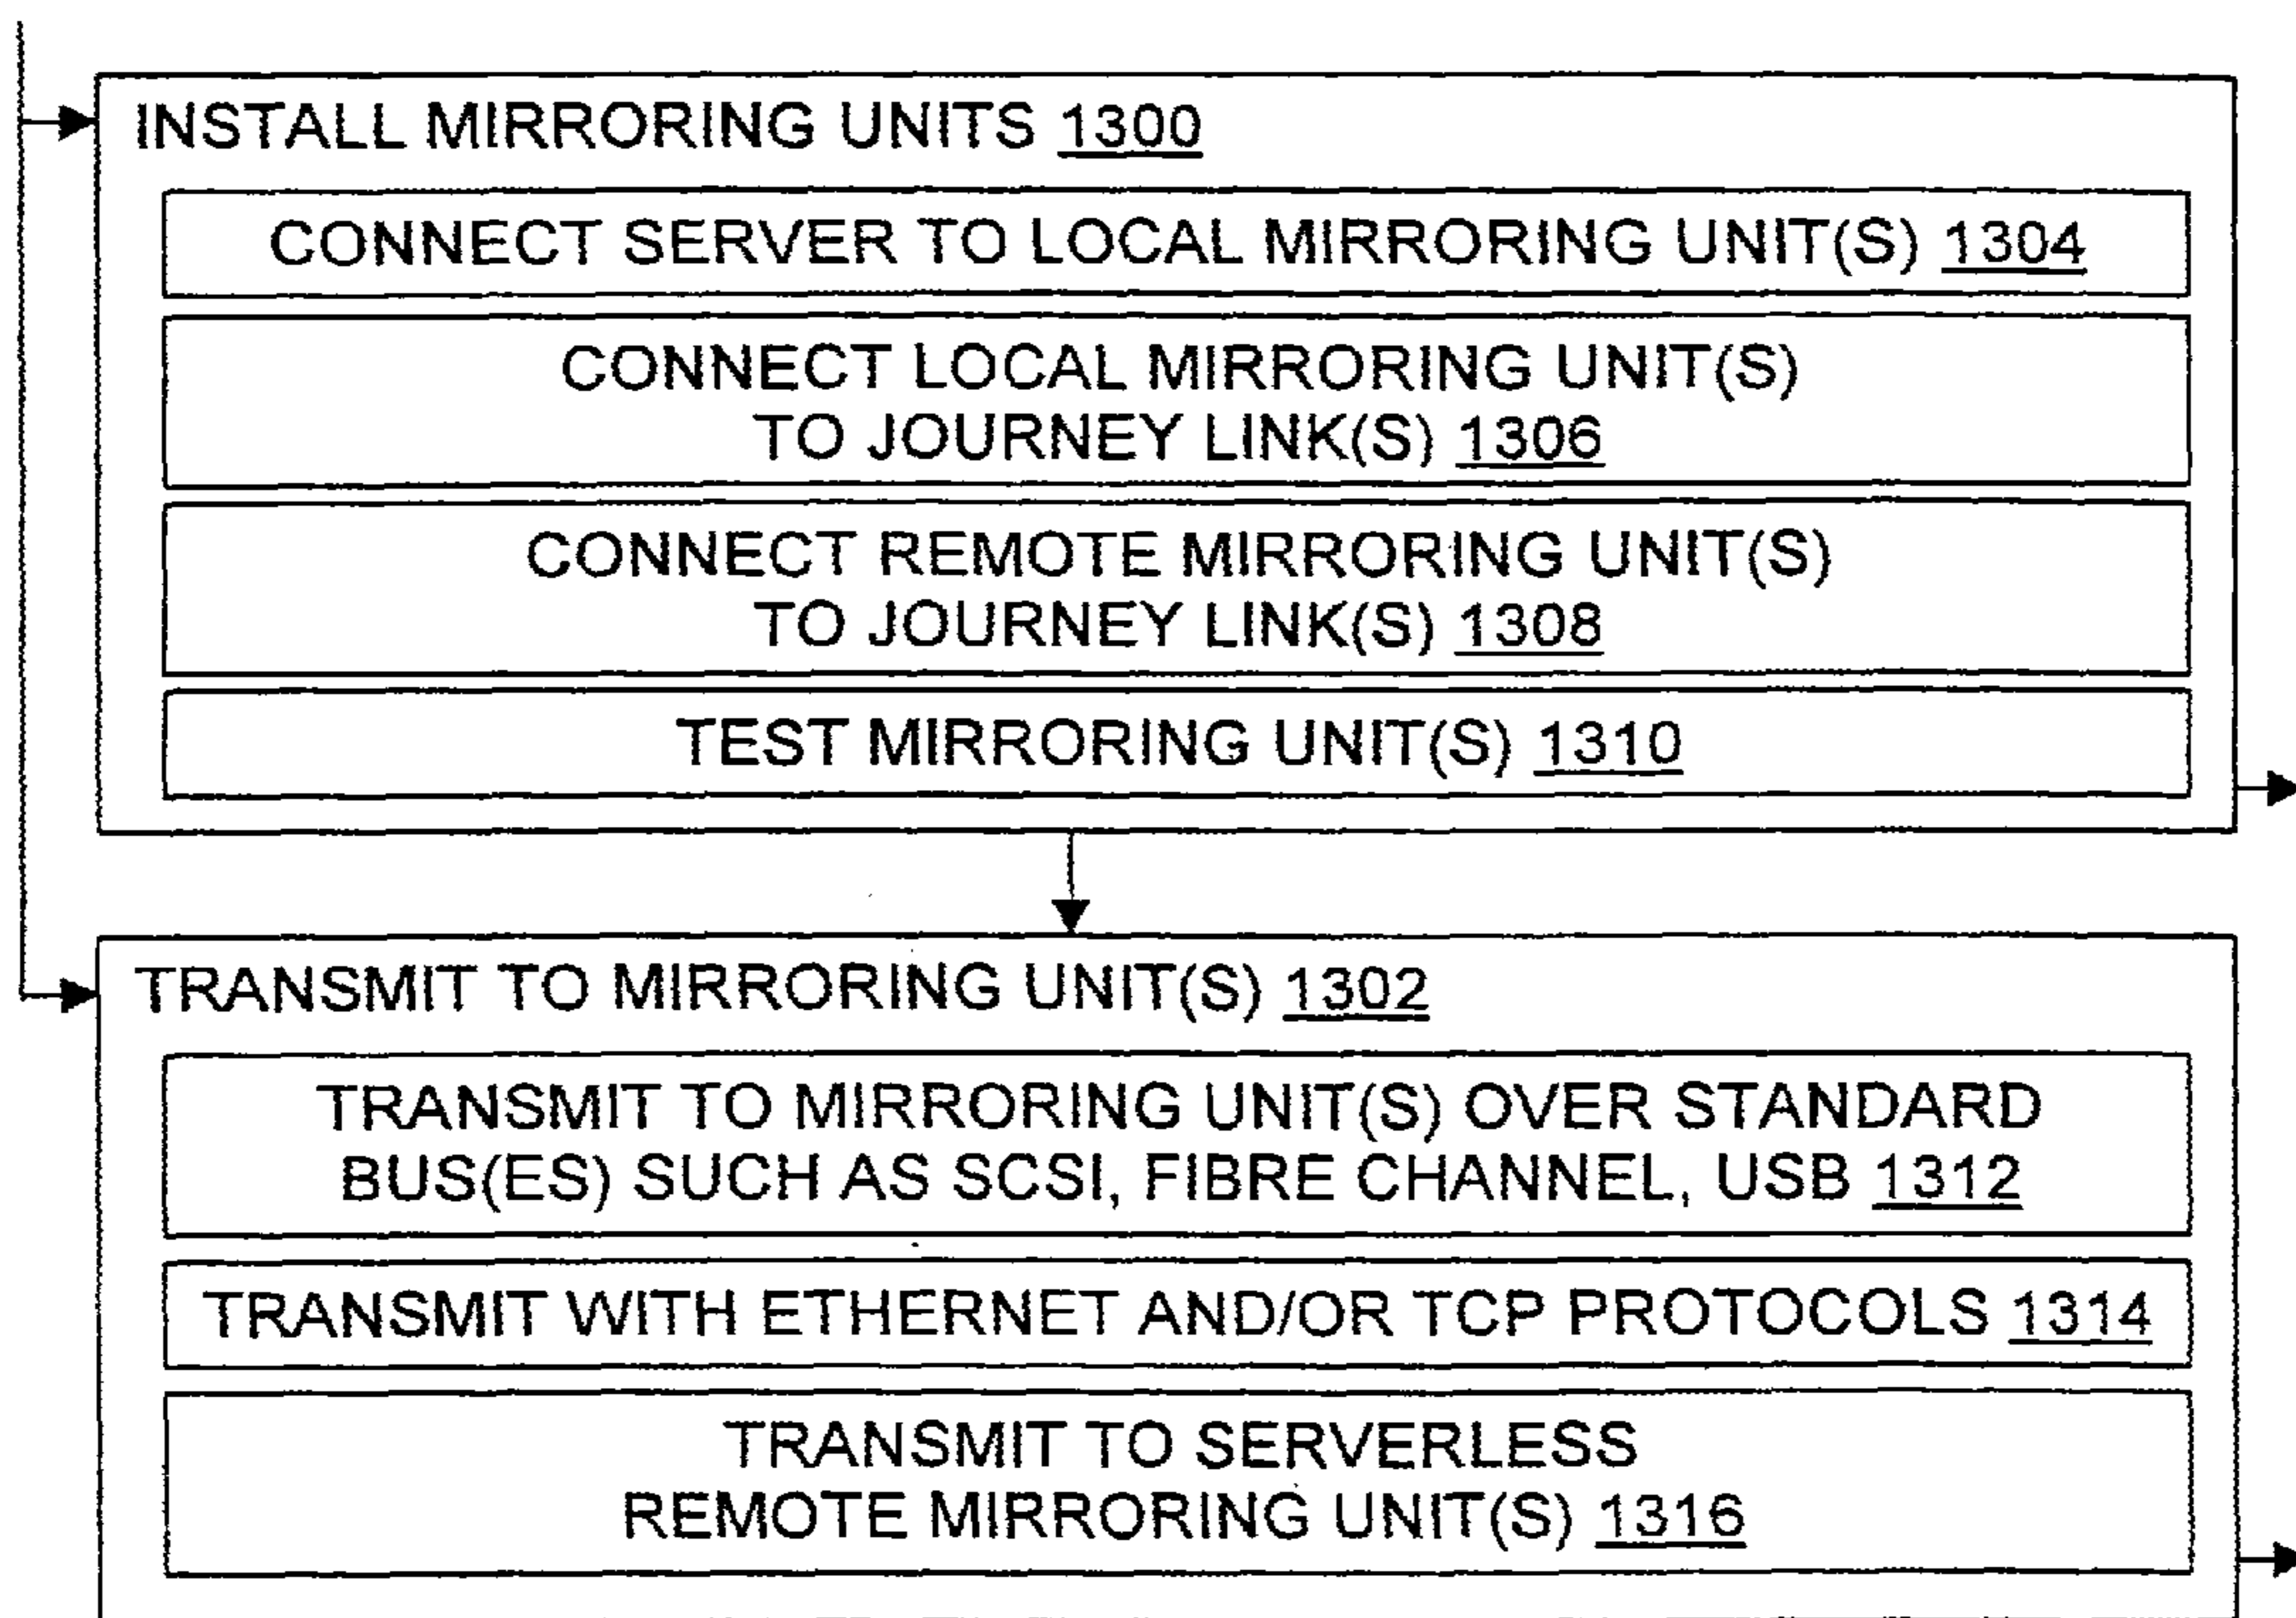 INSTALL MIRRORING UNITS 1300
CONNECT SERVER TO LOCAL MIRRORING UNIT(S) 1304
CONNECT LOCAL MIRRORING UNIT(S)
TO JOURNEY LINK(S) 1306
CONNECT REMOTE MIRRORING UNIT(S)
TO JOURNEY LINK(S) 1308
TEST MIRRORING UNIT(S) 1310
TRANSMIT TO MIRRORING UNIT(S) 1302
TRANSMIT TO MIRRORING UNIT(S) OVER STANDARD
BUS(ES) SUCH AS SCSI, FIBRE CHANNEL, USB 1312
TRANSMIT WITH ETHERNET AND/OR TCP PROTOCOLS 1314
TRANSMIT TO SERVERLESS
REMOTE MIRRORING UNIT(S) 1316